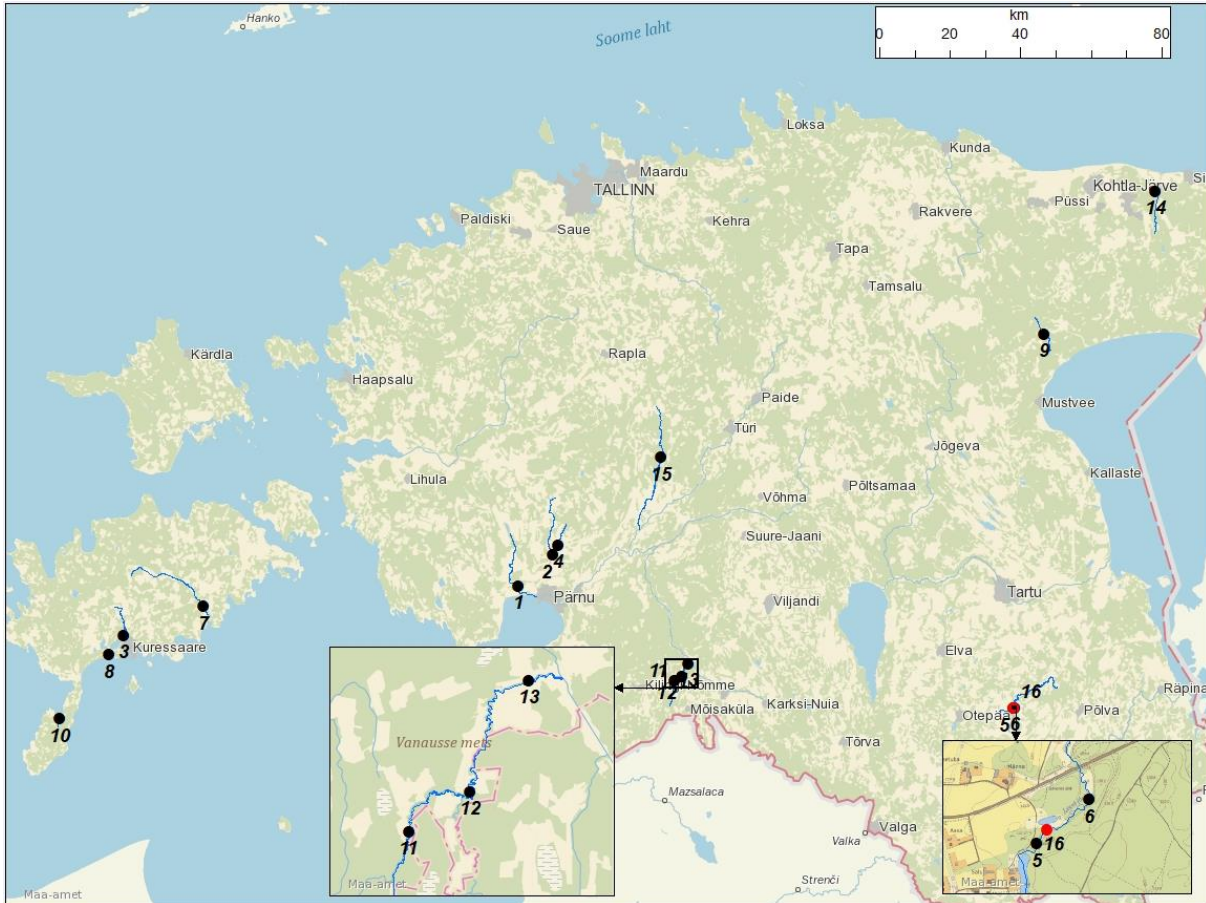 Hanko
Soome laht
km
0 20 40 60 80
Loksa
Kunda
Maardu
TALLINN
Kohtla-Järve
Si
Püssi
14
Paldiski
Saue
Kehra
Rakvere
Tapa
Tamsalu
Kärdla
Rapla
9
Haapsalu
Paide
Mustvee
Türi
Jõgeva
15
Lihula
Põltsamaa
Kallaste
Võhma
Suure-Jaani
4
2
1
Pärnu
Tartu
Viljandi
7
3
Kuressaare
8
Elva
11
13
12
Mõisaküla
Karksi-Nuia
16
Räpina
Otepää
Põlva
56
10
Tõrva
13
Vanausse mets
12
11
Maa-amet
Mazsalaca
Valka
Valga
Strenči
6
16
5
Maa-amet
Maa-amet